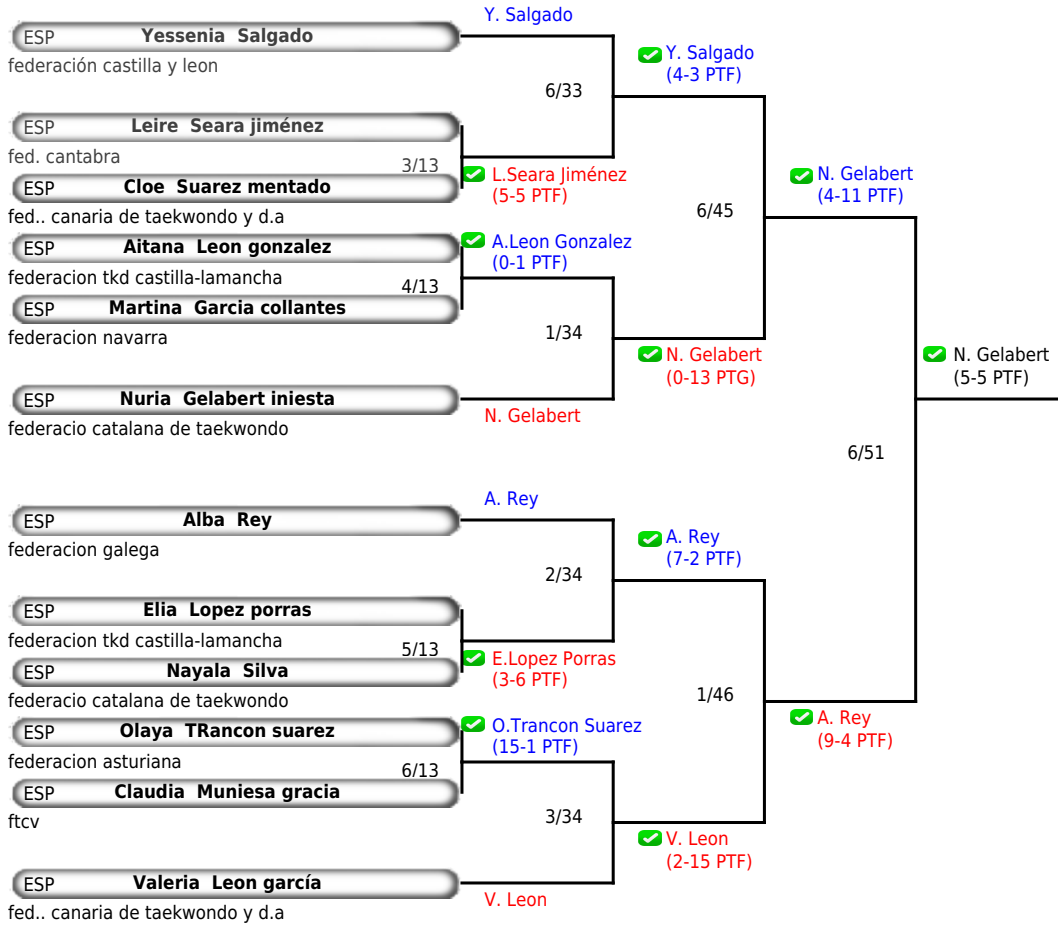 Y. Salgado
ESP Yessenia Salgado
federación castilla y leon
Y. Salgado
(4-3 PTF)
6/33
ESP Leire Seara jiménez
fed. cantabra
3/13
L.Seara Jiménez
(5-5 PTF)
ESP Cloe Suarez mentado
fed.. canaria de taekwondo y d.a
N. Gelabert
(4-11 PTF)
6/45
ESP Aitana Leon gonzalez
federacion tkd castilla-lamancha
A.Leon Gonzalez
(0-1 PTF)
4/13
ESP Martina Garcia collantes
federacion navarra
1/34
N. Gelabert
(0-13 PTG)
N. Gelabert
(5-5 PTF)
ESP Nuria Gelabert iniesta
federacio catalana de taekwondo
N. Gelabert
6/51
A. Rey
ESP Alba Rey
federacion galega
A. Rey
(7-2 PTF)
2/34
ESP Elia Lopez porras
federacion tkd castilla-lamancha
5/13
E.Lopez Porras
(3-6 PTF)
ESP Nayala Silva
federacio catalana de taekwondo
1/46
A. Rey
(9-4 PTF)
ESP Olaya TRancon suarez
federacion asturiana
O.Trancon Suarez
(15-1 PTF)
6/13
ESP Claudia Muniesa gracia
ftcv
3/34
V. Leon
(2-15 PTF)
ESP Valeria Leon garcía
fed.. canaria de taekwondo y d.a
V. Leon